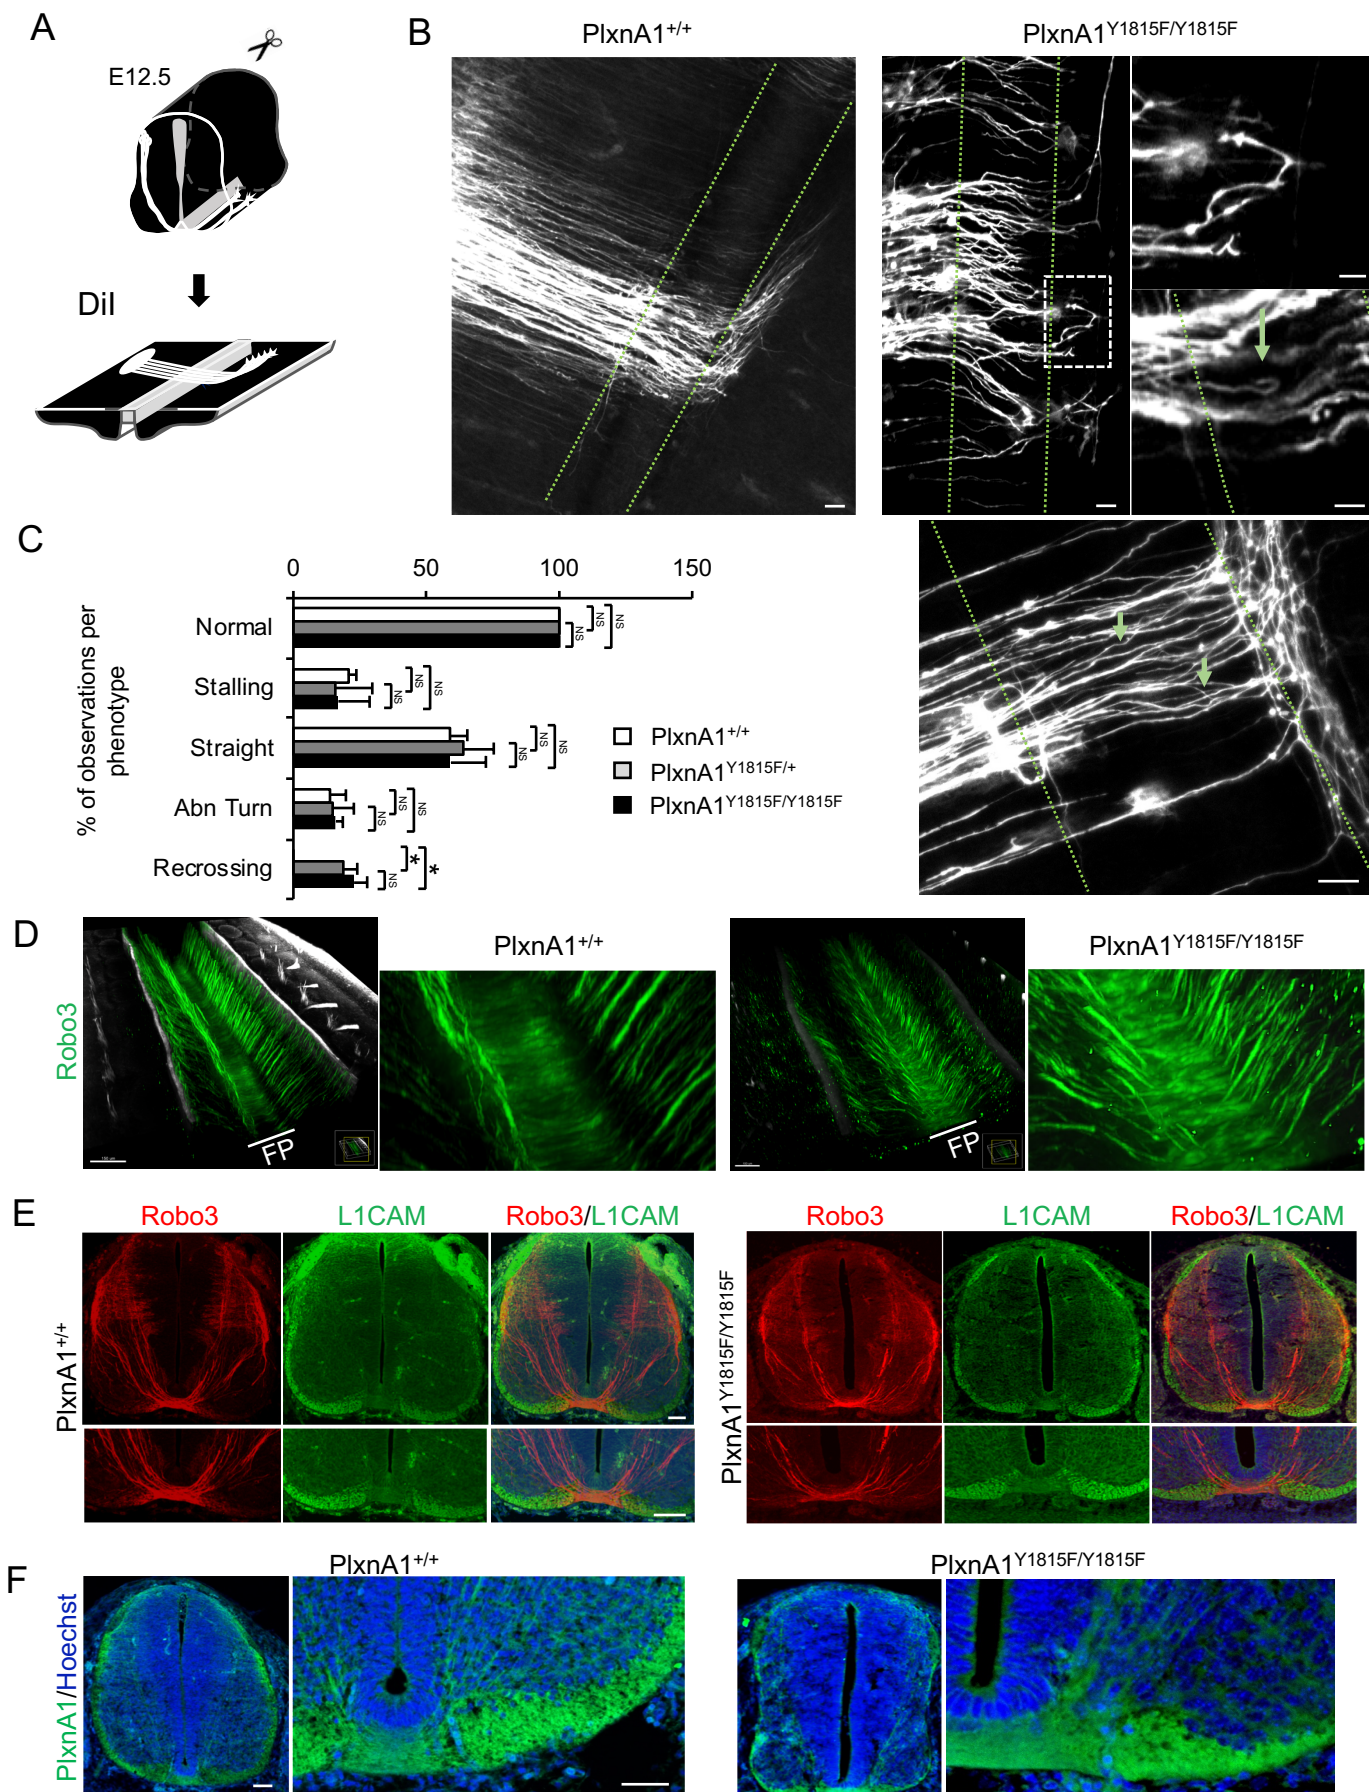 A
E12.5
DiI
B
PlxnA1+/+
PlxnA1Y1815F/Y1815F
C
0 50 100 150
% of observations per
phenotype
Normal
Stalling
Straight
Abn Turn
Recrossing
NS NS NS
NS NS NS
NS NS NS
NS NS NS
NS * *
PlxnA1+/+
PlxnA1Y1815F/+
PlxnA1Y1815F/Y1815F
D
Robo3
PlxnA1+/+
PlxnA1Y1815F/Y1815F
FP
FP
E
Robo3
L1CAM
Robo3/L1CAM
Robo3
L1CAM
Robo3/L1CAM
PlxnA1+/+
PlxnA1Y1815F/Y1815F
F
PlxnA1/Hoechst
PlxnA1+/+
PlxnA1Y1815F/Y1815F